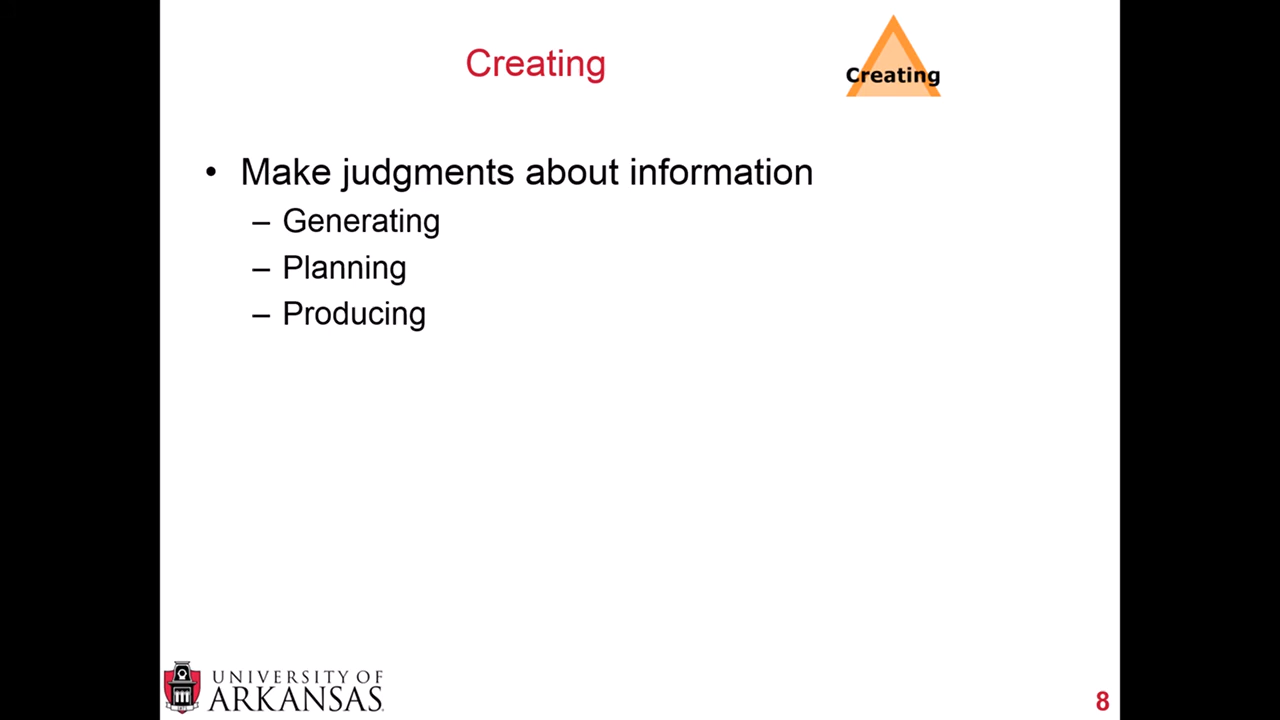 Creating
Creating
• Make judgments about information
– Generating
– Planning
– Producing
UNIVERSITY OF
ARKANSAS
8